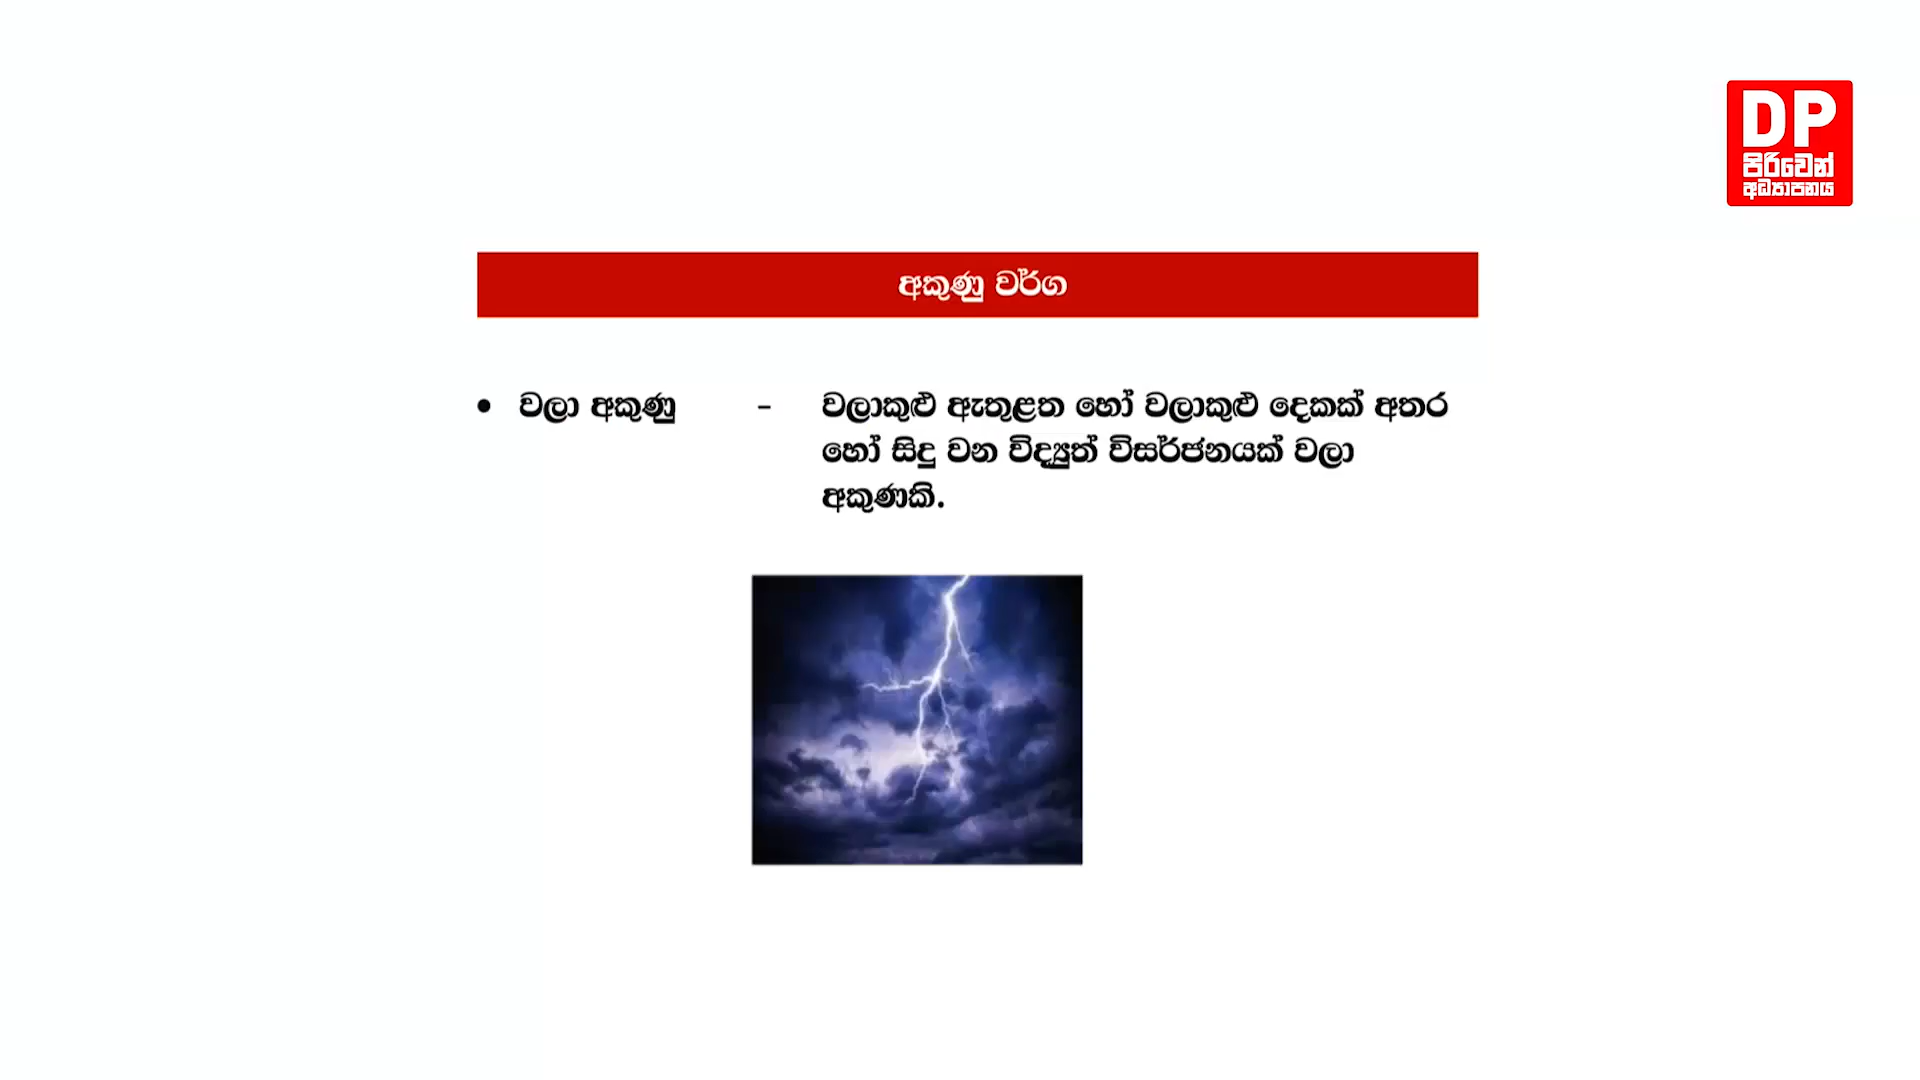 DP
පිරිවෙන්
අධ්‍යාපනය
අකුණු වර්ග
• වලා අකුණු – වලාකුළු ඇතුළත හෝ වලාකුළු දෙකක් අතර
හෝ සිදු වන විද්‍යුත් විසර්ජනයක් වලා
අකුණකි.